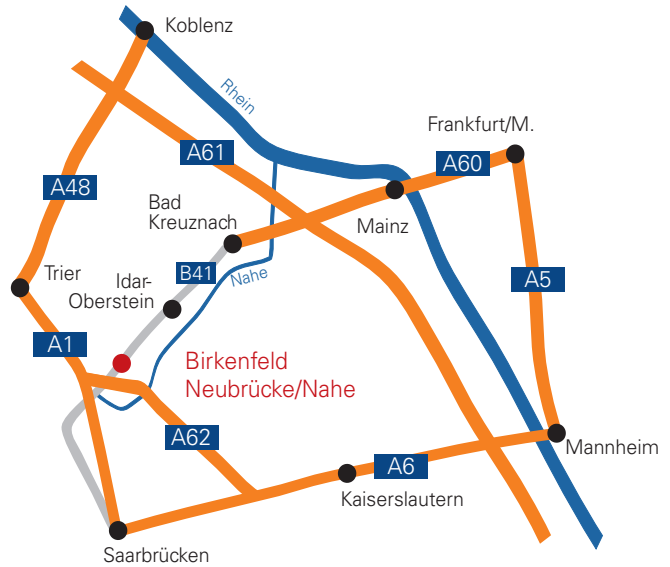 Koblenz
Rhein
Frankfurt/M.
A61
A60
A48
Bad
Kreuznach
Mainz
Trier
Idar-
Oberstein
B41
Nahe
A5
A1
Birkenfeld
Neubrücke/Nahe
A62
Mannheim
A6
Kaiserslautern
Saarbrücken